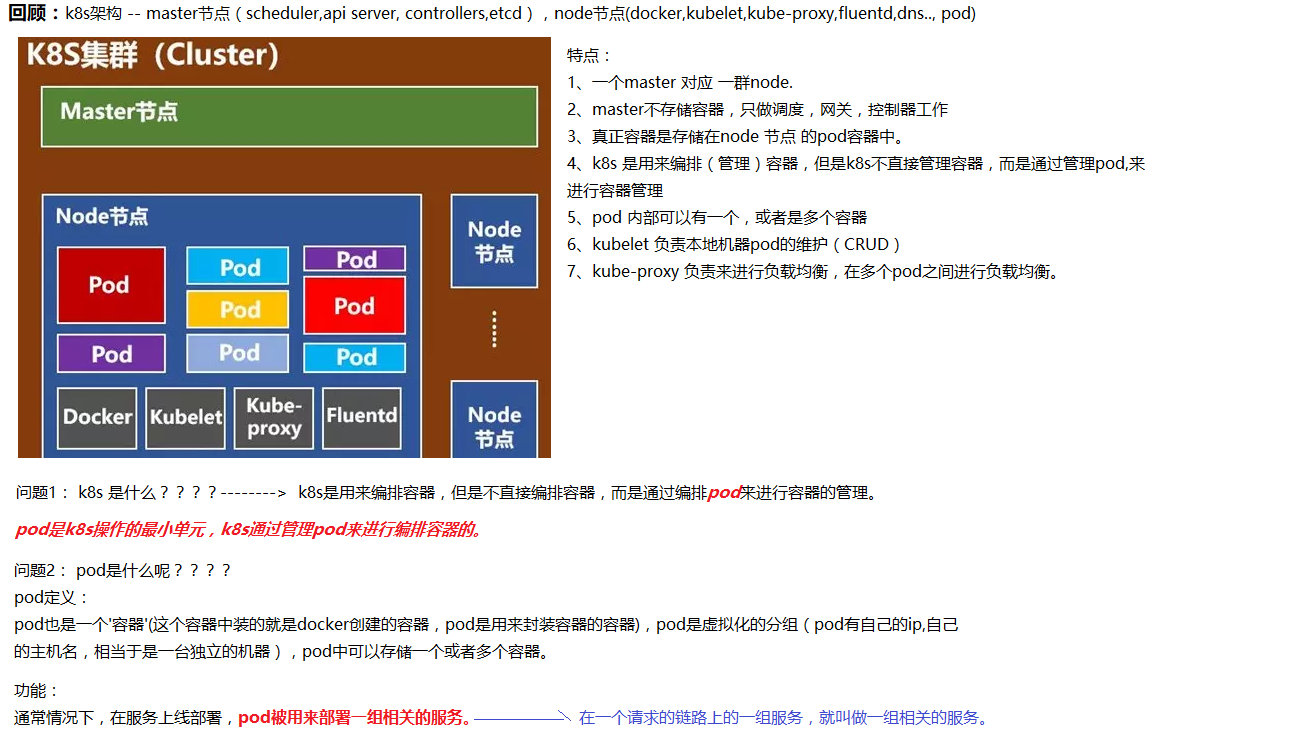 回顾：k8s架构 -- master节点（scheduler,api server, controllers,etcd），node节点(docker,kubelet,kube-proxy,fluentd,dns.., pod)
K8S集群（Cluster）
Master节点
Node节点
Pod
Pod
Pod
Pod
Pod
Pod
Pod
Pod
Docker
Kubelet
Kube-
proxy
Fluentd
Node
节点
Node
节点
特点：
1、一个master 对应 一群node.
2、master不存储容器，只做调度，网关，控制器工作
3、真正容器是存储在node 节点 的pod容器中。
4、k8s 是用来编排（管理）容器，但是k8s不直接管理容器，而是通过管理pod,来
进行容器管理
5、pod 内部可以有一个，或者是多个容器
6、kubelet 负责本地机器pod的维护（CRUD）
7、kube-proxy 负责来进行负载均衡，在多个pod之间进行负载均衡。
问题1： k8s 是什么？？？？--------> k8s是用来编排容器，但是不直接编排容器，而是通过编排pod来进行容器的管理。
pod是k8s操作的最小单元，k8s通过管理pod来进行编排容器的。
问题2： pod是什么呢？？？？
pod定义：
pod也是一个'容器'(这个容器中装的就是docker创建的容器，pod是用来封装容器的容器)，pod是虚拟化的分组（pod有自己的ip,自己
的主机名，相当于是一台独立的机器），pod中可以存储一个或者多个容器。
功能：
通常情况下，在服务上线部署，pod被用来部署一组相关的服务。 在一个请求的链路上的一组服务，就叫做一组相关的服务。